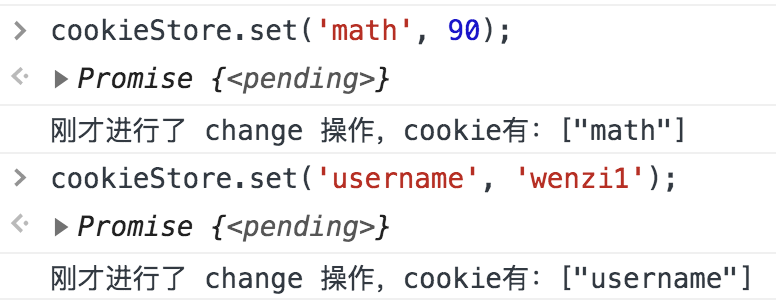 > cookieStore.set('math', 90);
<· ▶ Promise {<pending>}
刚才进行了 change 操作，cookie有：["math"]
> cookieStore.set('username', 'wenzi1');
<· ▶ Promise {<pending>}
刚才进行了 change 操作，cookie有：["username"]